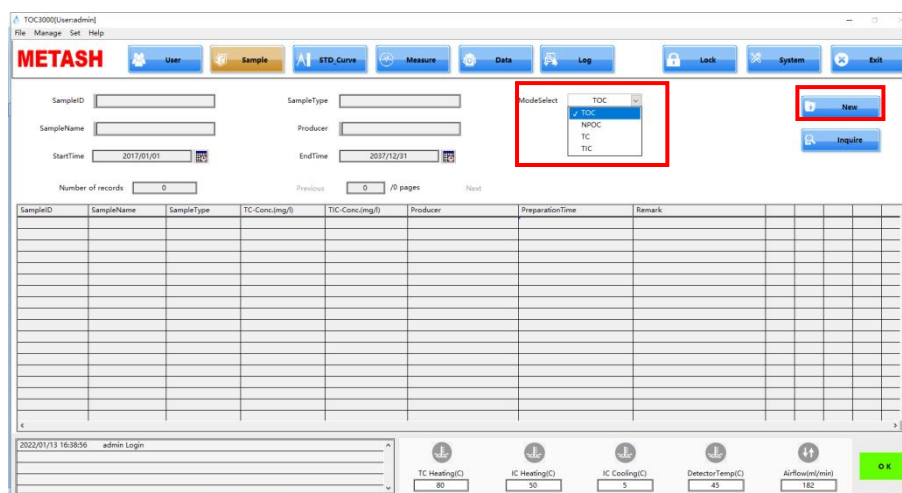 TOC3000[User:admin]
File Manage Set Help
METASH User Sample STD_Curve Measure Data Log Lock System Exit
SampleID SampleType ModeSelect TOC New
✓ TOC
SampleName Producer NPOC
TC Inquire
StartTime 2017/01/01 EndTime 2037/12/31 TIC
Number of records 0 Previous 0 /0 pages Next
SampleID SampleName SampleType TC-Conc.(mg/l) TIC-Conc.(mg/l) Producer PreparationTime Remark
2022/01/13 16:38:56 admin Login
TC Heating(C) IC Heating(C) IC Cooling(C) DetectorTemp(C) Airflow(ml/min) O K
80 50 5 45 182